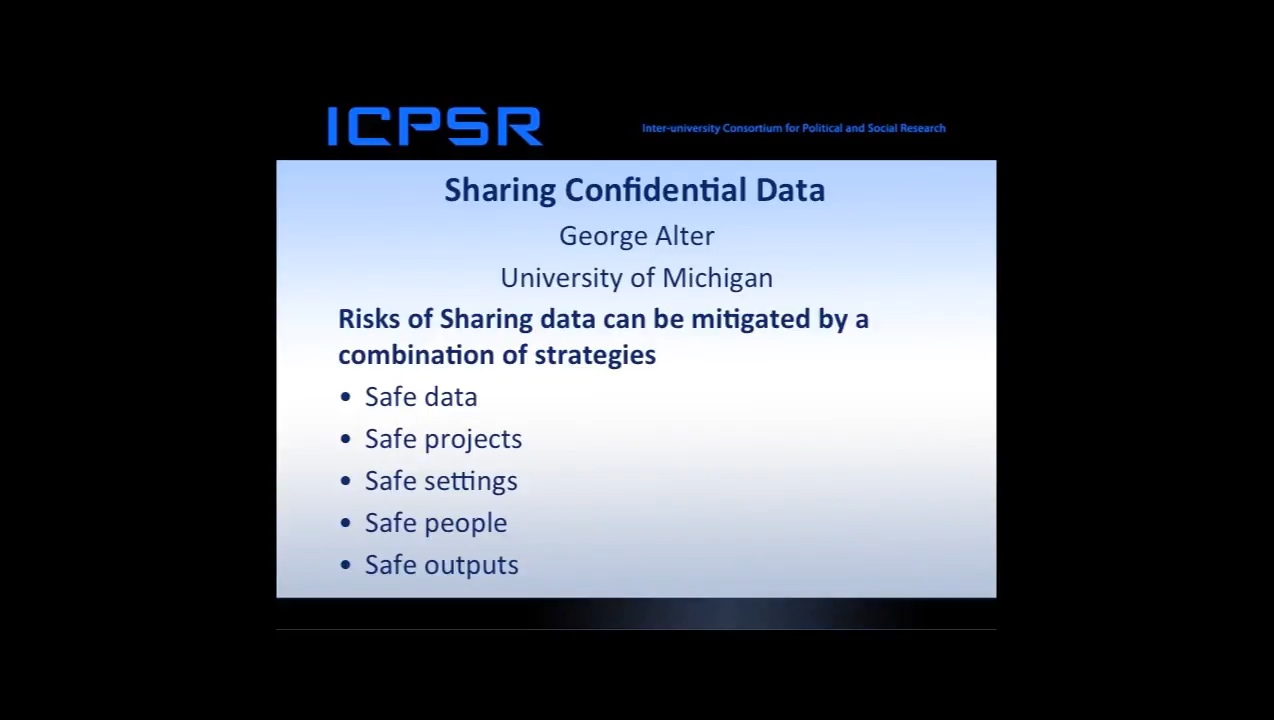 ICPSR
Inter-university Consortium for Political and Social Research
Sharing Confidential Data
George Alter
University of Michigan
Risks of Sharing data can be mitigated by a
combination of strategies
• Safe data
• Safe projects
• Safe settings
• Safe people
• Safe outputs